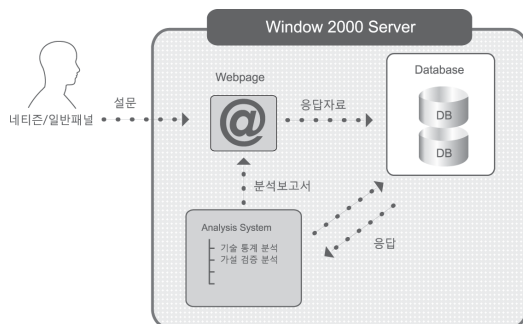 Window 2000 Server
네티즌/일반패널
설문
Webpage
@
응답자료
Database
DB
DB
분석보고서
Analysis System
기술 통계 분석
가설 검증 분석
응답